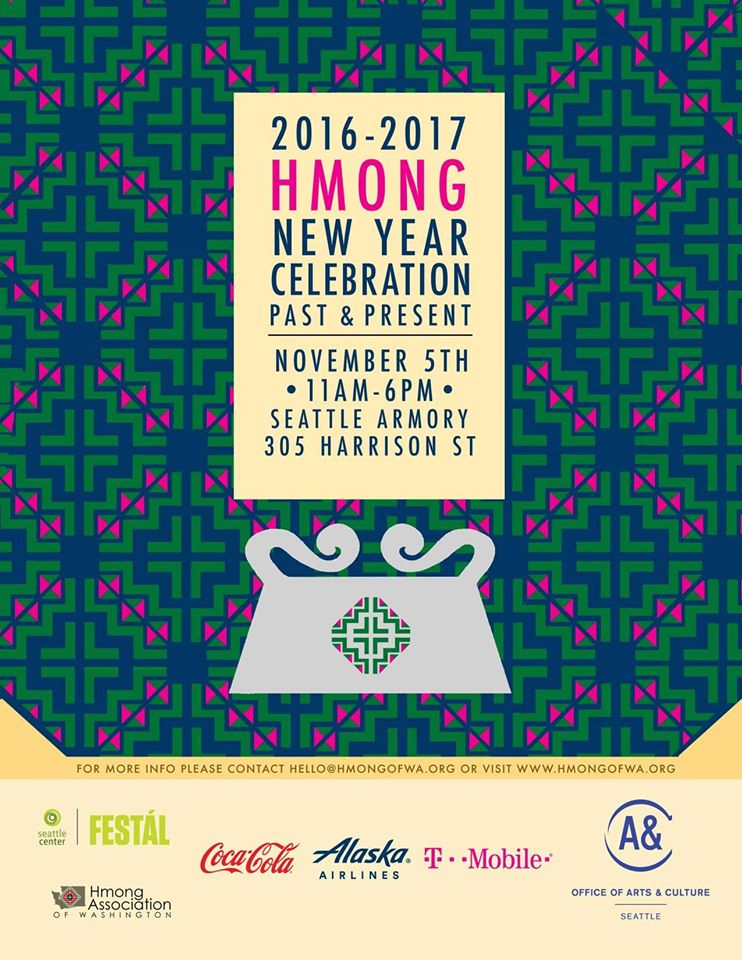 2016-2017
HMONG
NEW YEAR
CELEBRATION
PAST & PRESENT
NOVEMBER 5TH
• 11AM-6PM •
SEATTLE ARMORY
305 HARRISON ST
FOR MORE INFO PLEASE CONTACT HELLO@HMONGOFWA.ORG OR VISIT WWW.HMONGOFWA.ORG
seattle
center
FESTÁL
Hmong
Association
OF WASHINGTON
Coca-Cola
Alaska
AIRLINES
T··Mobile·
A&
OFFICE OF ARTS & CULTURE
SEATTLE